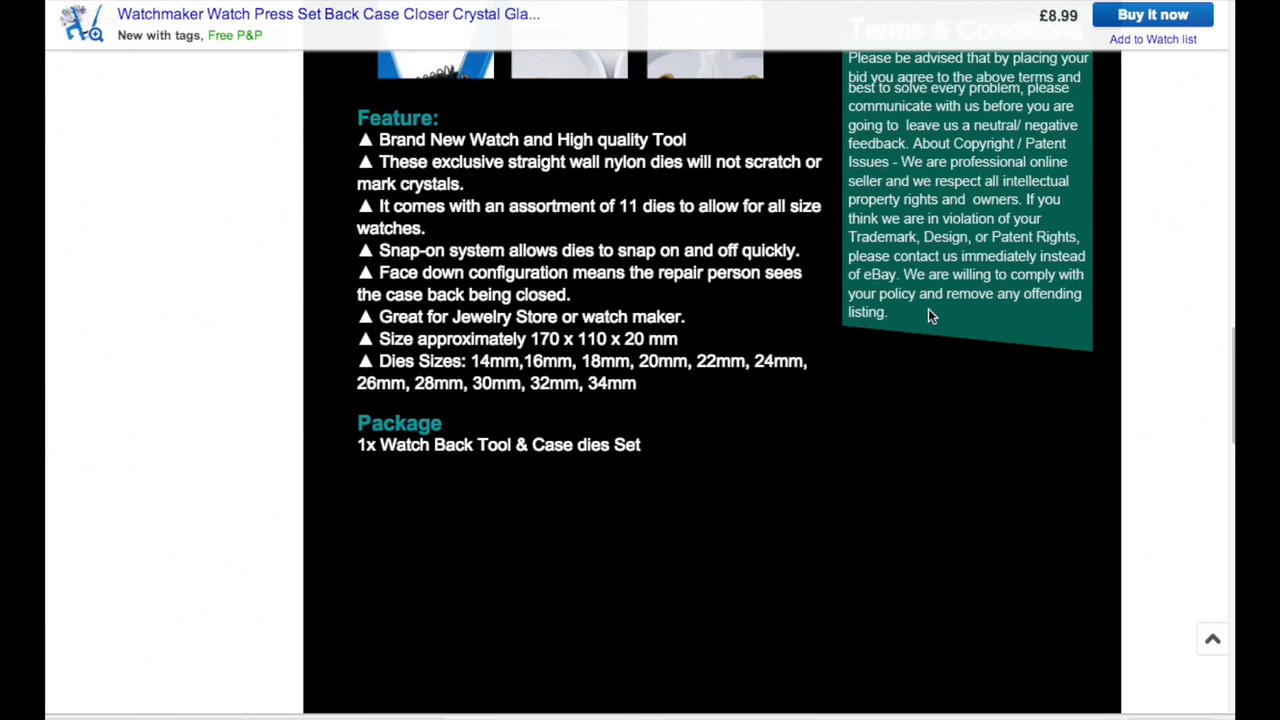 Watchmaker Watch Press Set Back Case Closer Crystal Gla...
New with tags, Free P&P
£8.99
Buy it now
Add to Watch list
Feature:
▲ Brand New Watch and High quality Tool
▲ These exclusive straight wall nylon dies will not scratch or
mark crystals.
▲ It comes with an assortment of 11 dies to allow for all size
watches.
▲ Snap-on system allows dies to snap on and off quickly.
▲ Face down configuration means the repair person sees
the case back being closed.
▲ Great for Jewelry Store or watch maker.
▲ Size approximately 170 x 110 x 20 mm
▲ Dies Sizes: 14mm,16mm, 18mm, 20mm, 22mm, 24mm,
26mm, 28mm, 30mm, 32mm, 34mm
Package
1x Watch Back Tool & Case dies Set
Terms & Conditions
Please be advised that by placing your
bid you agree to the above terms and
best to solve every problem, please
communicate with us before you are
going to leave us a neutral/ negative
feedback. About Copyright / Patent
Issues - We are professional online
seller and we respect all intellectual
property rights and owners. If you
think we are in violation of your
Trademark, Design, or Patent Rights,
please contact us immediately instead
of eBay. We are willing to comply with
your policy and remove any offending
listing.